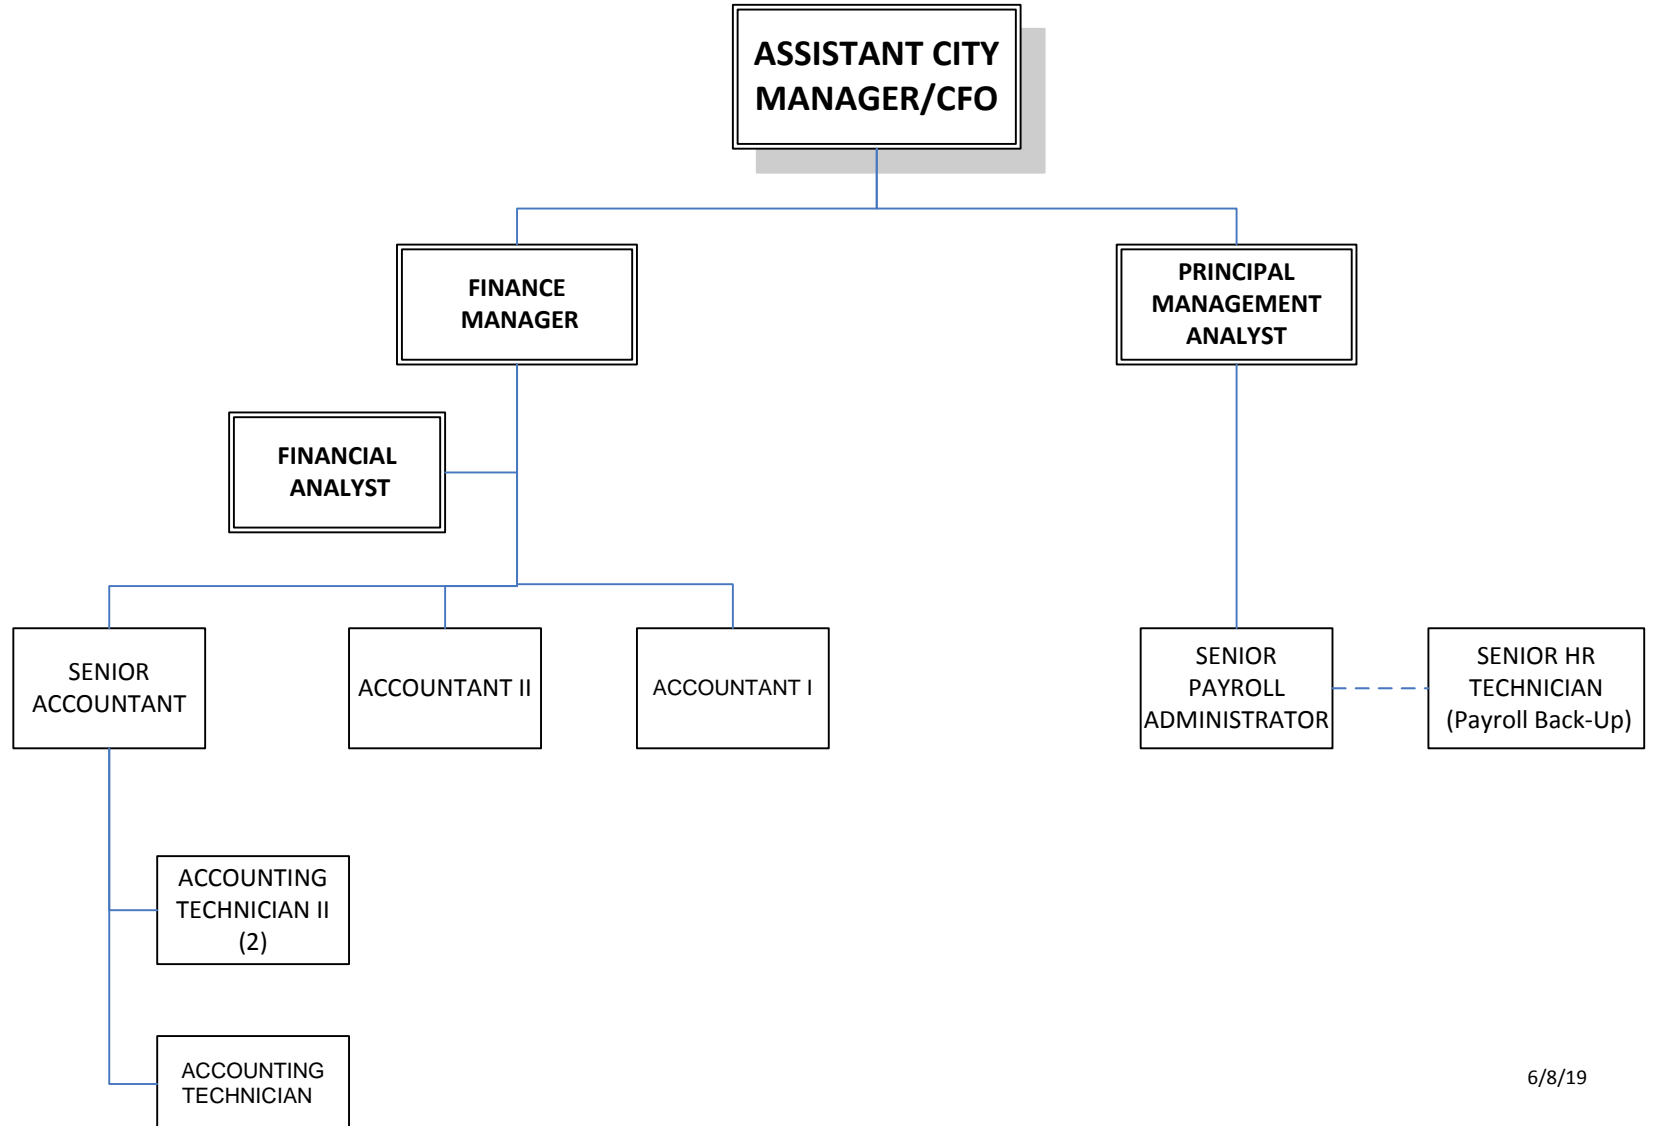 ASSISTANT CITY
MANAGER/CFO
FINANCE
MANAGER
PRINCIPAL
MANAGEMENT
ANALYST
FINANCIAL
ANALYST
SENIOR
ACCOUNTANT
ACCOUNTANT II
ACCOUNTANT I
SENIOR
PAYROLL
ADMINISTRATOR
SENIOR HR
TECHNICIAN
(Payroll Back-Up)
ACCOUNTING
TECHNICIAN II
(2)
ACCOUNTING
TECHNICIAN
6/8/19